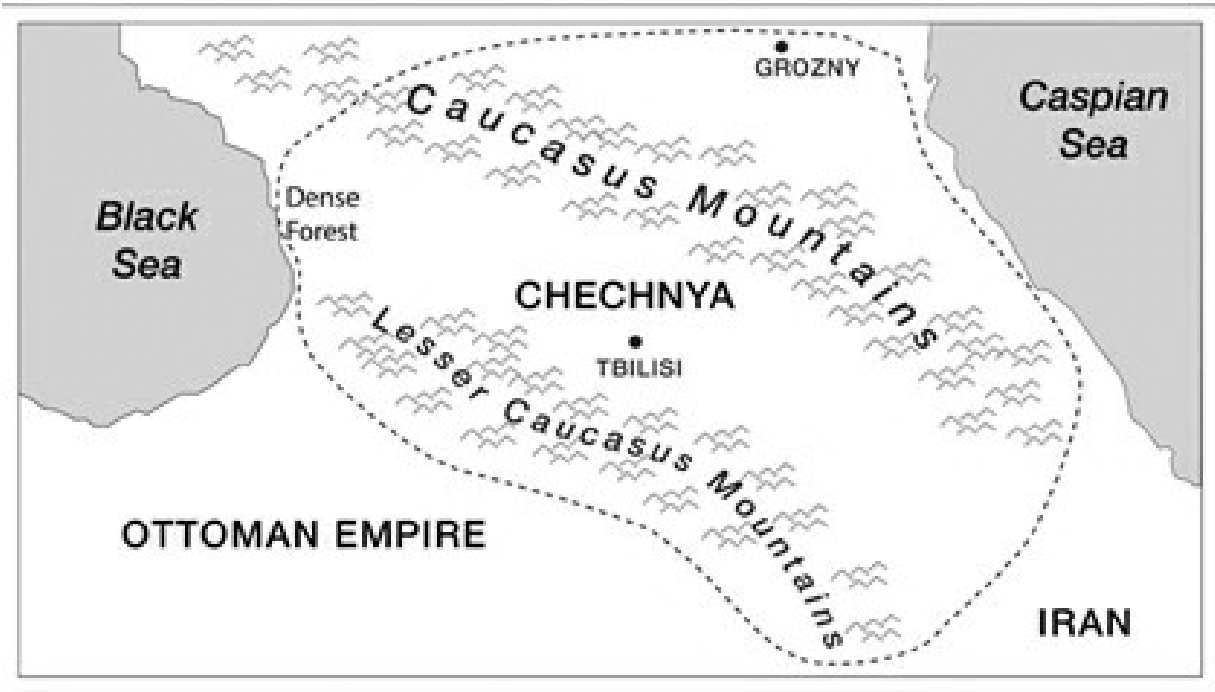 GROZNY
Caspian
Sea
Caucasus Mountains
Dense
Forest
Black
Sea
CHECHNYA
TBILISI
Lesser Caucasus Mountains
OTTOMAN EMPIRE
IRAN